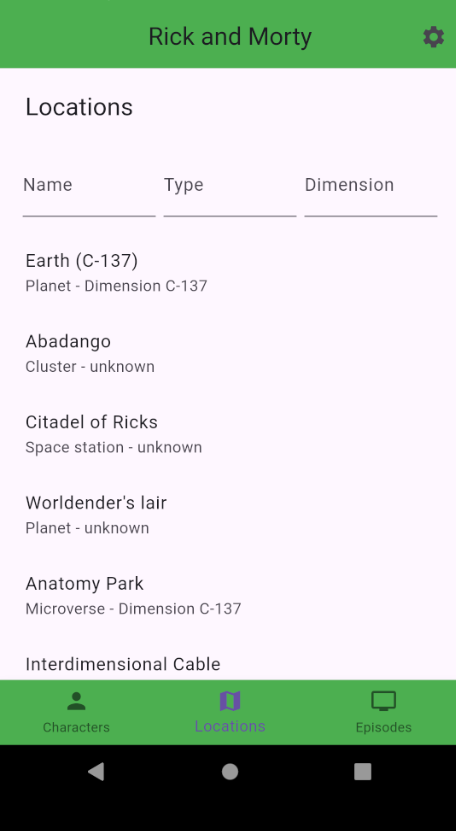 Rick and Morty
Locations
Name Type Dimension
Earth (C-137)
Planet - Dimension C-137
Abadango
Cluster - unknown
Citadel of Ricks
Space station - unknown
Worldender's lair
Planet - unknown
Anatomy Park
Microverse - Dimension C-137
Interdimensional Cable
Characters Locations Episodes